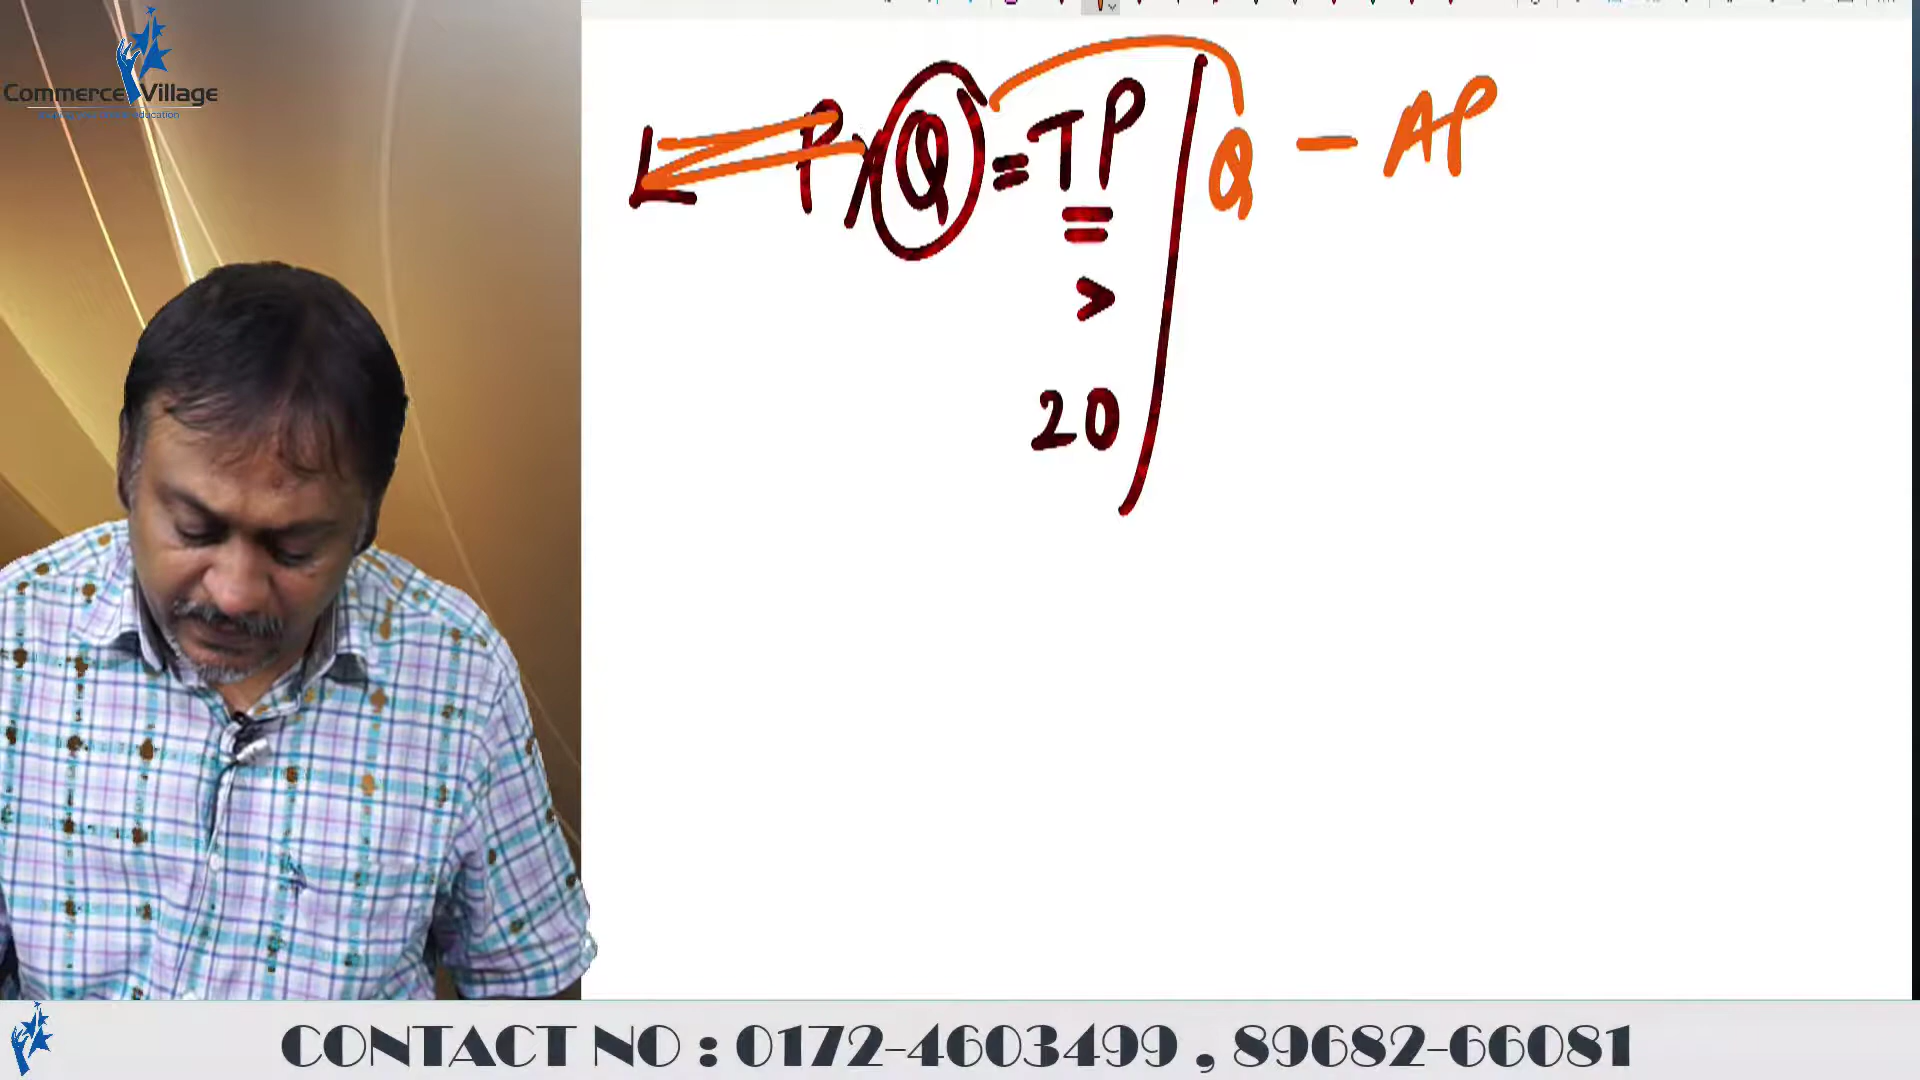 Commerce Village
L P x Q = TP / Q — AP
>
20
CONTACT NO : 0172-4603499 , 89682-66081